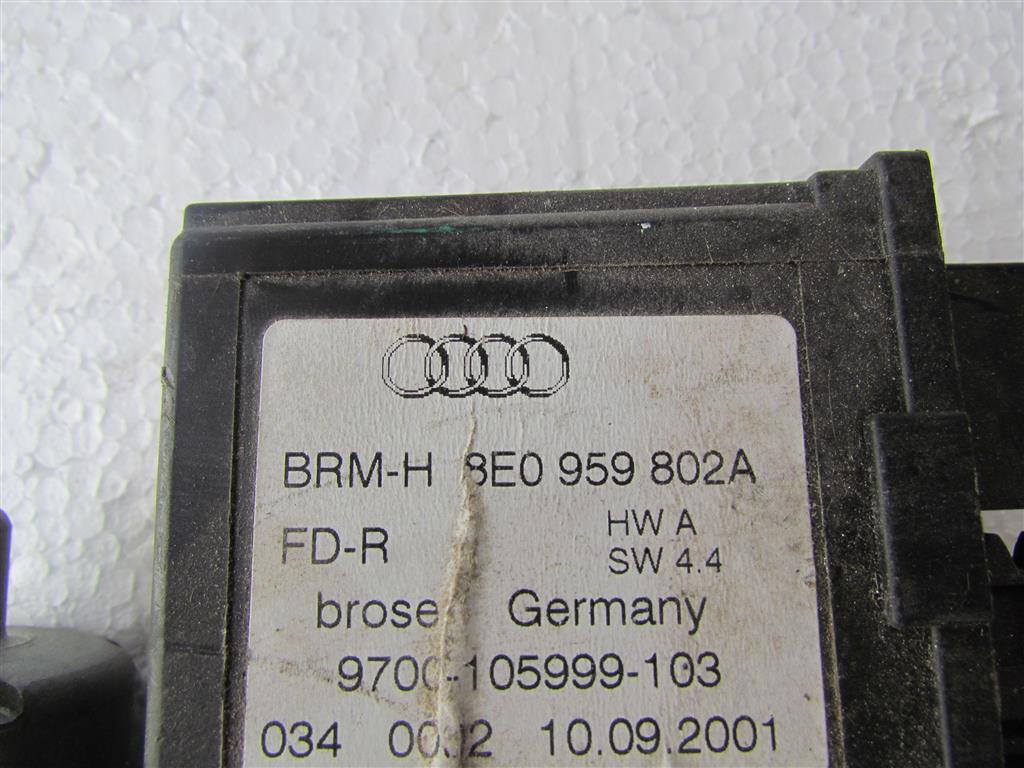 BRM-H 8E0 959 802A
FD-R HW A
SW 4.4
brose Germany
9700-105999-103
034 10.09.2001